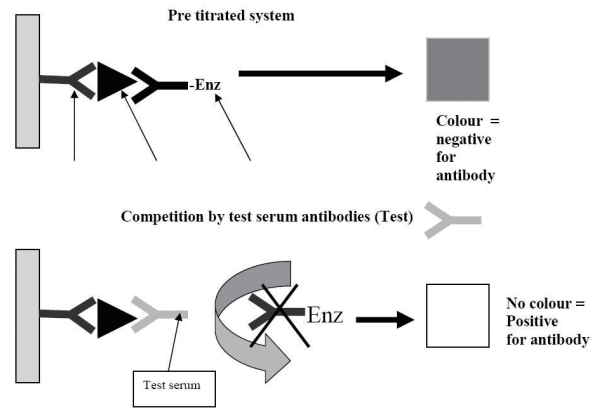 Pre titrated system
-Enz
Colour =
negative
for
antibody
Competition by test serum antibodies (Test)
Enz
No colour =
Positive
for antibody
Test serum